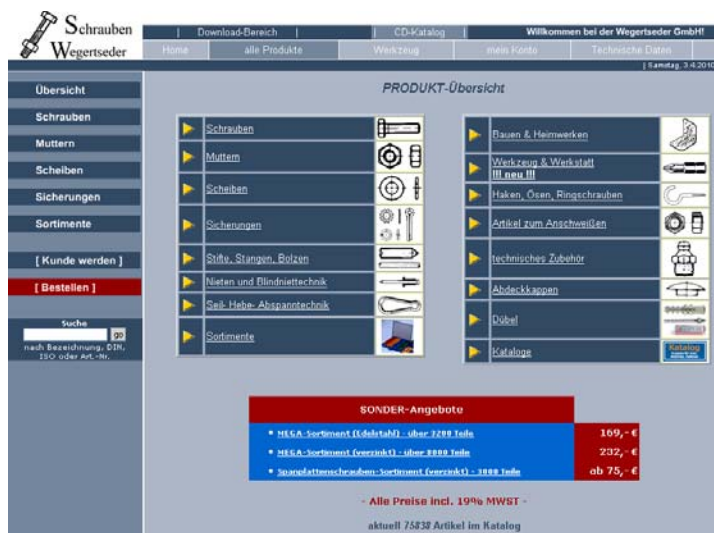 Schrauben
Wegertseder
| Download-Bereich |
| CD-Katalog |
Willkommen bei der Wegertseder GmbH!
Home
alle Produkte
Werkzeug
mein Konto
Technische Daten
| Samstag, 3.4.2010
Übersicht
Schrauben
Muttern
Scheiben
Sicherungen
Sortimente
[ Kunde werden ]
[ Bestellen ]
Suche
go
nach Bezeichnung, DIN,
ISO oder Art.-Nr.
PRODUKT-Übersicht
Schrauben
Muttern
Scheiben
Sicherungen
Stifte, Stangen, Bolzen
Nieten und Blindniettechnik
Seil- Hebe- Abspanntechnik
Sortimente
Bauen & Heimwerken
Werkzeug & Werkstatt
!!! neu !!!
Haken, Ösen, Ringschrauben
Artikel zum Anschweißen
technisches Zubehör
Abdeckkappen
Dübel
Kataloge
Katalog
SONDER-Angebote
• MEGA-Sortiment (Edelstahl) - über 7200 Teile 169,- €
• MEGA-Sortiment (verzinkt) - über 8000 Teile 232,- €
• Spanplattenschrauben-Sortiment (verzinkt) - 3000 Teile ab 75,- €
- Alle Preise incl. 19% MWST -
aktuell 75838 Artikel im Katalog